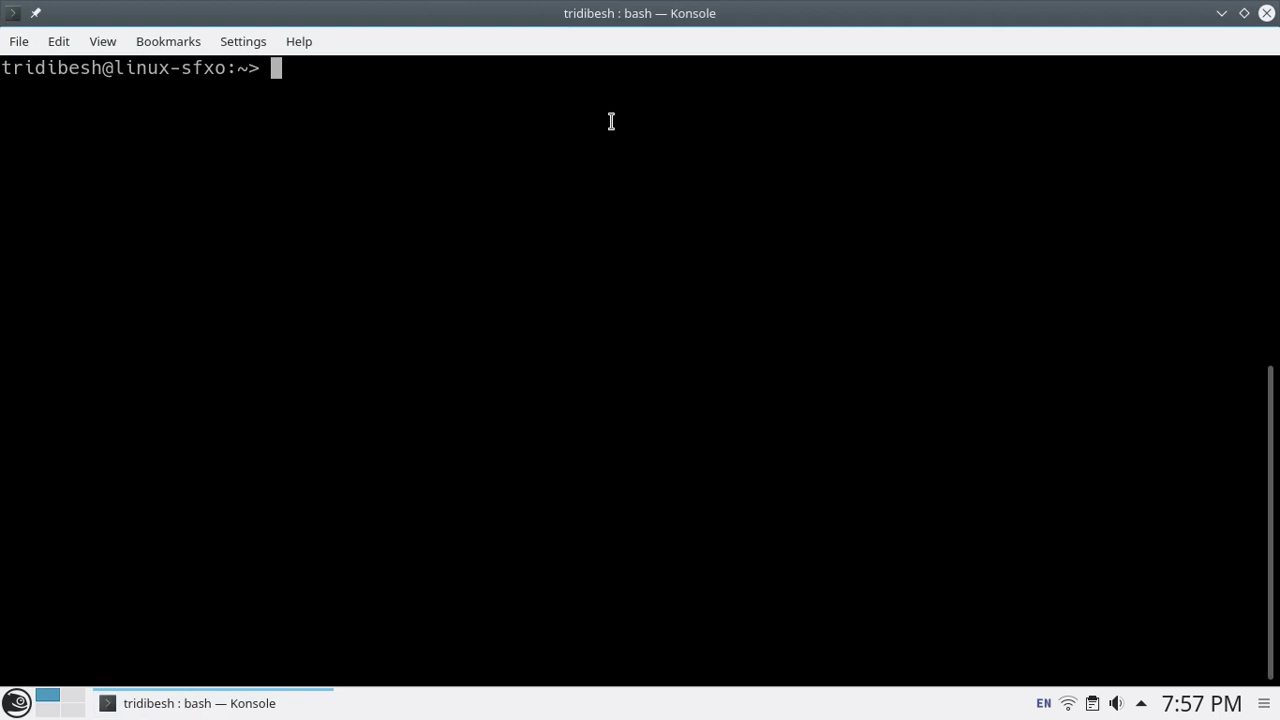 tridibesh : bash — Konsole
File Edit View Bookmarks Settings Help
tridibesh@linux-sfxo:~>
tridibesh : bash — Konsole
EN
7:57 PM